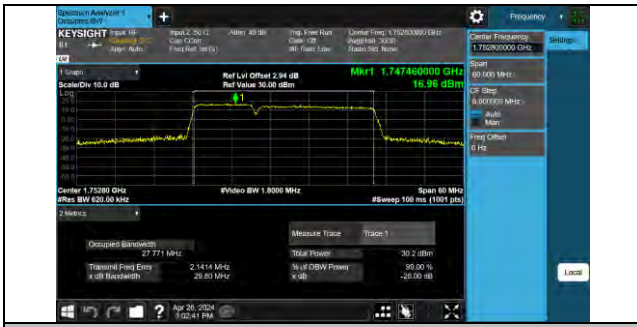 Spectrum Analyzer 1
Occupied BW
Frequency
KEYSIGHT Input: RF
Align: Auto
Input Z: 50 Ω
Freq Ref: Int (S)
Atten: 40 dB
Trig: Free Run
Gate: Off
#IF Gain: Low
Center Freq: 1.752800000 GHz
Radio Std: None
Center Frequency
1.752800000 GHz
Settings
Span
60.000 MHz
CF Step
6.000000 MHz
Auto
Man
Freq Offset
0 Hz
1 Graph
Scale/Div 10.0 dB
Ref Lvl Offset 2.94 dB
Ref Value 30.00 dBm
Mkr1 1.747460000 GHz
16.96 dBm
Log
1
Center 1.75280 GHz
#Res BW 620.00 kHz
#Video BW 1.8000 MHz
Span 60 MHz
#Sweep 100 ms (1001 pts)
2 Metrics
Measure Trace
Trace 1
Occupied Bandwidth
27.771 MHz
Total Power
30.2 dBm
Transmit Freq Error
2.1414 MHz
% of OBW Power
99.00 %
x dB Bandwidth
29.80 MHz
x dB
-26.00 dB
Local
?
Apr 26, 2024
3:02:41 PM